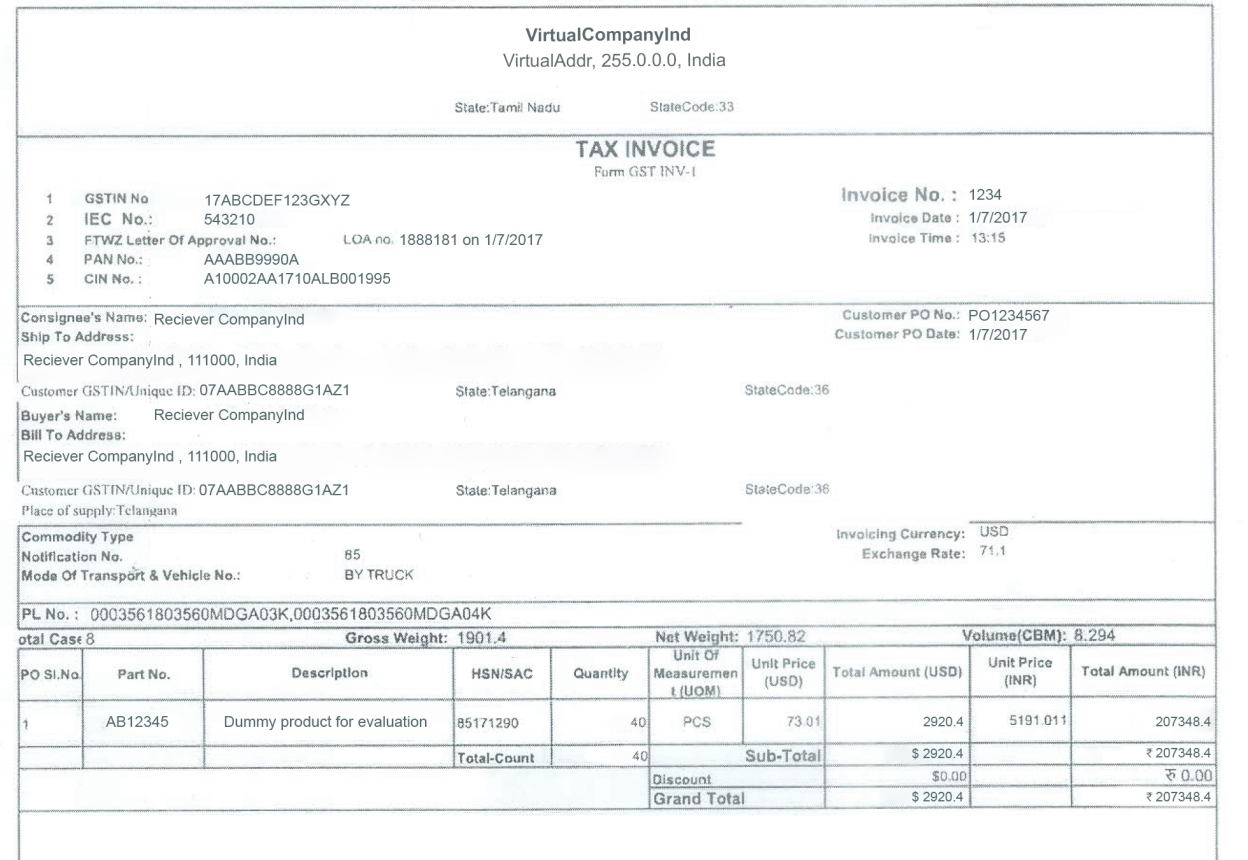 VirtualCompanyInd
VirtualAddr, 255.0.0.0, India
State:Tamil Nadu StateCode:33
TAX INVOICE
Form GST INV-1
1 GSTIN No 17ABCDEF123GXYZ Invoice No. : 1234
2 IEC No.: 543210 Invoice Date : 1/7/2017
3 FTWZ Letter Of Approval No.: LOA no. 1888181 on 1/7/2017 Invoice Time : 13:15
4 PAN No.: AAABB9990A
5 CIN No. : A10002AA1710ALB001995
Consignee's Name: Reciever CompanyInd Customer PO No.: PO1234567
Ship To Address: Customer PO Date: 1/7/2017
Reciever CompanyInd , 111000, India
Customer GSTIN/Unique ID: 07AABBC8888G1AZ1 State:Telangana StateCode:36
Buyer's Name: Reciever CompanyInd
Bill To Address:
Reciever CompanyInd , 111000, India
Customer GSTIN/Unique ID: 07AABBC8888G1AZ1 State:Telangana StateCode:36
Place of supply:Telangana
Commodity Type Invoicing Currency: USD
Notification No. 85 Exchange Rate: 71.1
Mode Of Transport & Vehicle No.: BY TRUCK
PL No. : 0003561803560MDGA03K,0003561803560MDGA04K
otal Case 8 Gross Weight: 1901.4 Net Weight: 1750.82 Volume(CBM): 8.294
PO Sl.No. Part No. Description HSN/SAC Quantity Unit Of Measuremen t (UOM) Unit Price (USD) Total Amount (USD) Unit Price (INR) Total Amount (INR)
1 AB12345 Dummy product for evaluation 85171290 40 PCS 73.01 2920.4 5191.011 207348.4
Total-Count 40 Sub-Total $ 2920.4 ₹ 207348.4
Discount $0.00 रु 0.00
Grand Total $ 2920.4 ₹ 207348.4